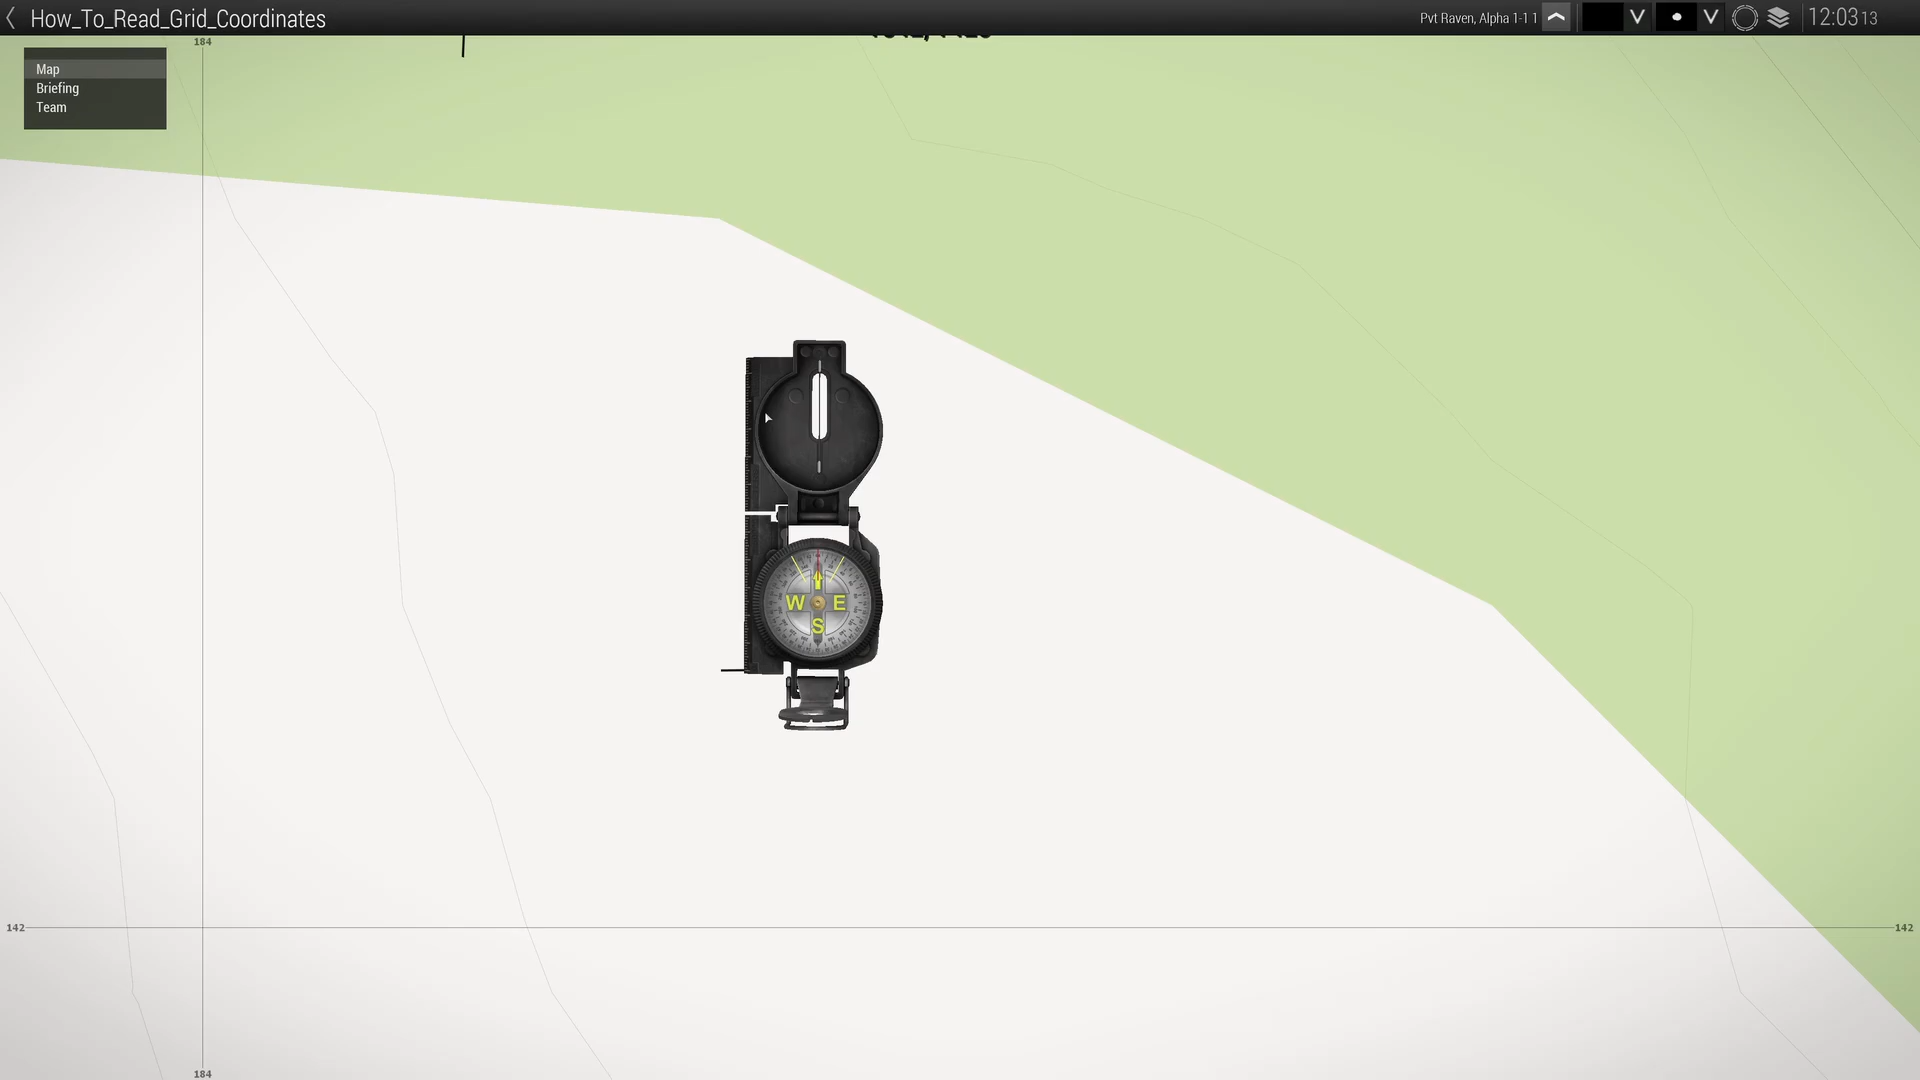 How_To_Read_Grid_Coordinates
Pvt Raven, Alpha 1-1 1
12:03 13
184
Map
Briefing
Team
W E
S
142
142
184